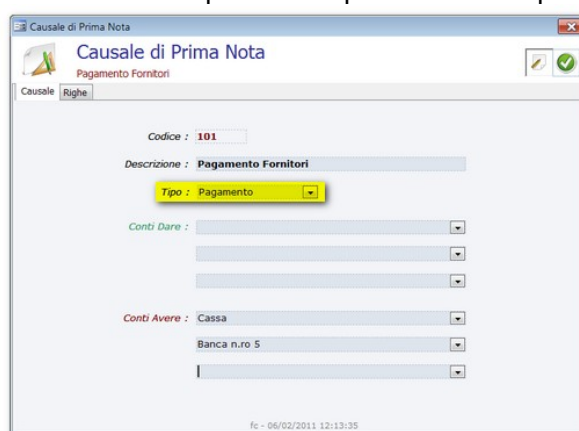 Causale di Prima Nota
Causale di Prima Nota
Pagamento Fornitori
Causale Righe
Codice : 101
Descrizione : Pagamento Fornitori
Tipo : Pagamento
Conti Dare :
Conti Avere : Cassa
Banca n.ro 5
fc - 06/02/2011 12:13:35